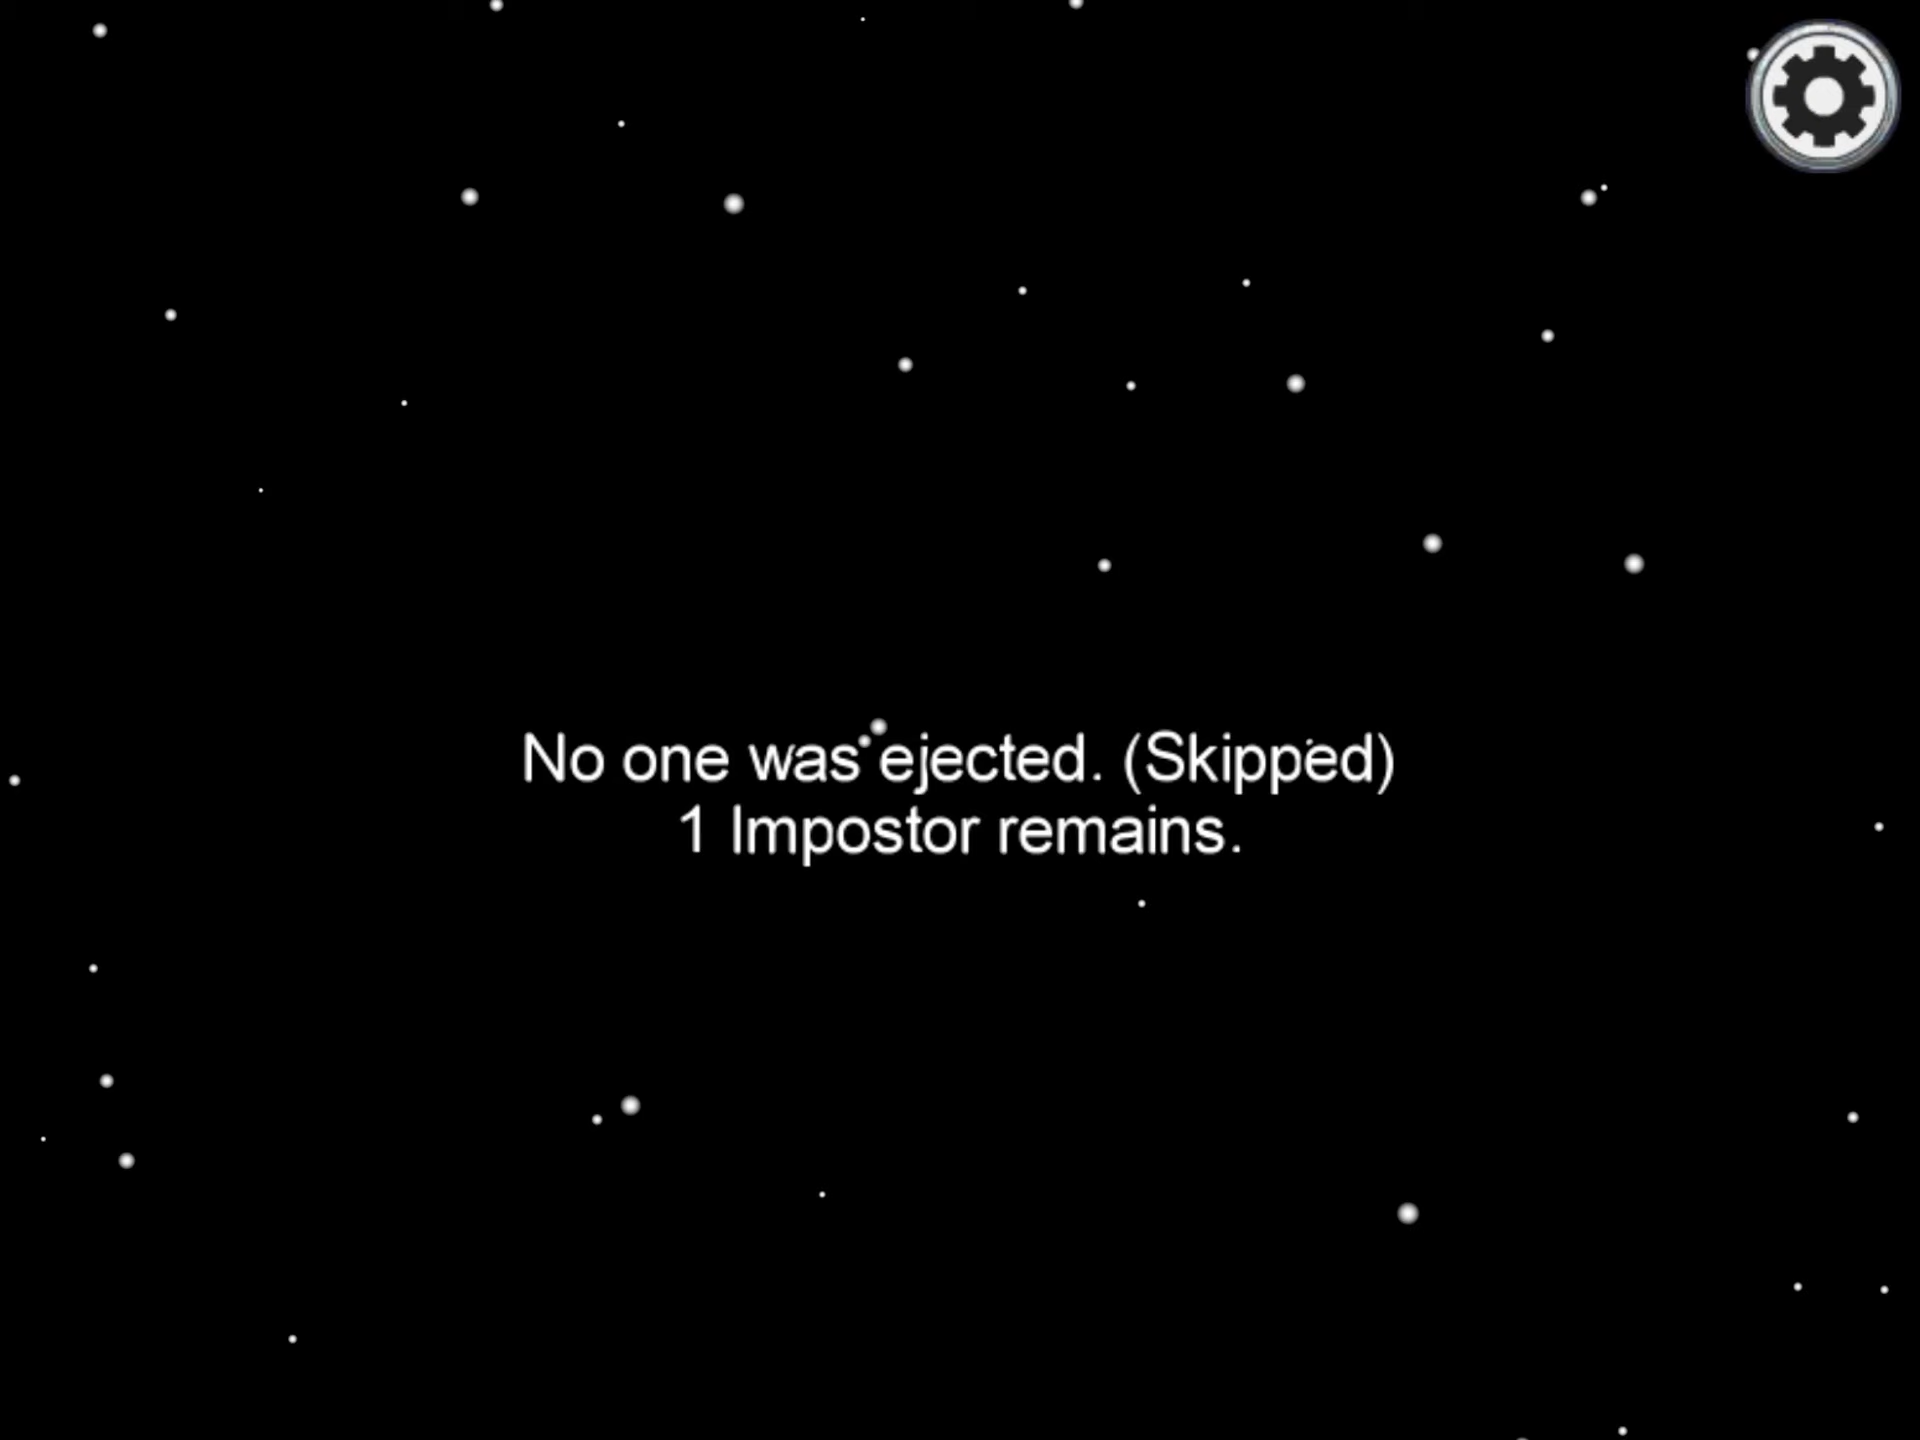 No one was ejected. (Skipped)
1 Impostor remains.